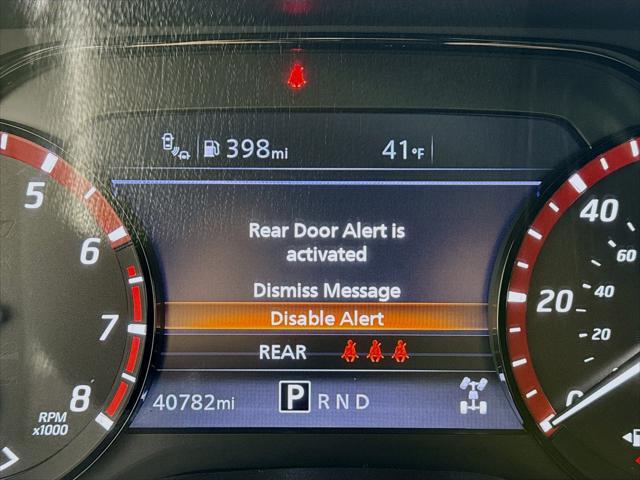 398mi
41°F
Rear Door Alert is
activated
Dismiss Message
Disable Alert
REAR
40782mi
P R N D
5
6
7
8
RPM
x1000
40
60
40
20
20
0